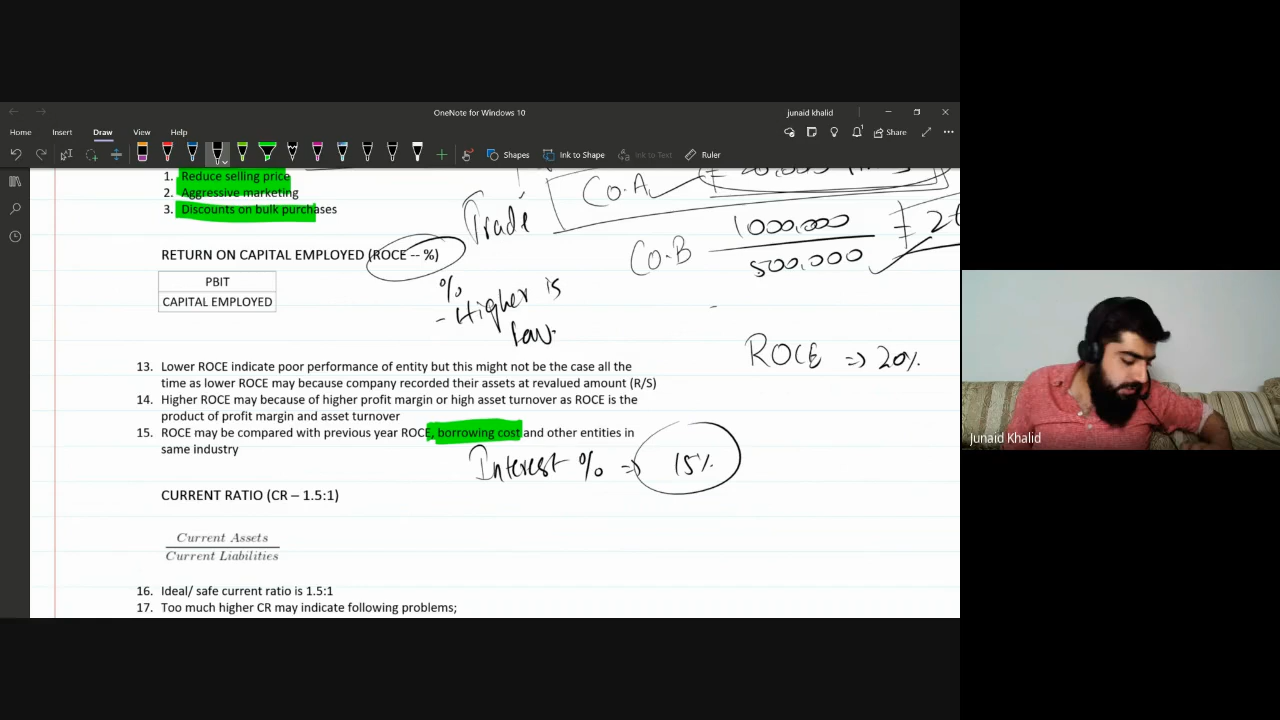 OneNote for Windows 10
junaid khalid
Home Insert Draw View Help
Share
Shapes Ink to Shape Ink to Text Ruler
1. Reduce selling price
2. Aggressive marketing
3. Discounts on bulk purchases
Trade
Co.A
20,000
Co.B 1000,000
500,000
RETURN ON CAPITAL EMPLOYED (ROCE -- %)
PBIT
CAPITAL EMPLOYED
%
- Higher is
fav.
ROCE => 20%.
13. Lower ROCE indicate poor performance of entity but this might not be the case all the
time as lower ROCE may because company recorded their assets at revalued amount (R/S)
14. Higher ROCE may because of higher profit margin or high asset turnover as ROCE is the
product of profit margin and asset turnover
15. ROCE may be compared with previous year ROCE, borrowing cost and other entities in
same industry
Interest % => 15%
CURRENT RATIO (CR – 1.5:1)
Current Assets
Current Liabilities
16. Ideal/ safe current ratio is 1.5:1
17. Too much higher CR may indicate following problems;
Junaid Khalid